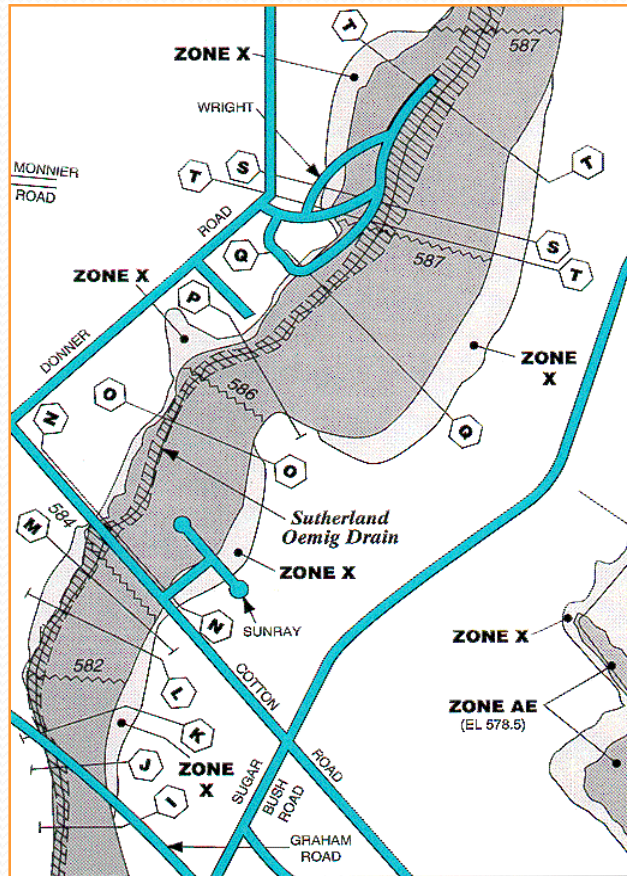 T
587
ZONE X
WRIGHT
MONNIER
ROAD
T
S
T
ROAD
Q
S
T
587
ZONE X
P
DONNER
ZONE
X
586
N
O
Q
O
Sutherland
Oemig Drain
584
M
ZONE X
N
SUNRAY
ZONE X
582
L
COTTON
ROAD
ZONE AE
(EL 578.5)
K
J
ZONE
X
SUGAR
BUSH
ROAD
I
GRAHAM
ROAD